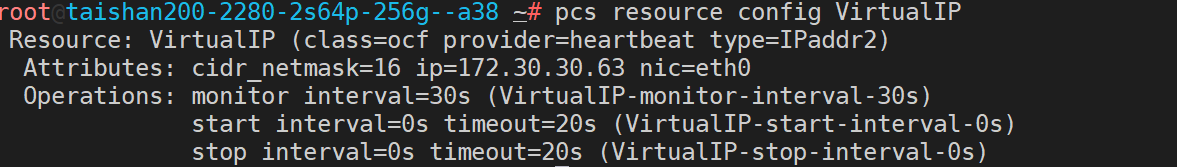 root@taishan200-2280-2s64p-256g--a38 ~# pcs resource config VirtualIP
Resource: VirtualIP (class=ocf provider=heartbeat type=IPaddr2)
Attributes: cidr_netmask=16 ip=172.30.30.63 nic=eth0
Operations: monitor interval=30s (VirtualIP-monitor-interval-30s)
start interval=0s timeout=20s (VirtualIP-start-interval-0s)
stop interval=0s timeout=20s (VirtualIP-stop-interval-0s)